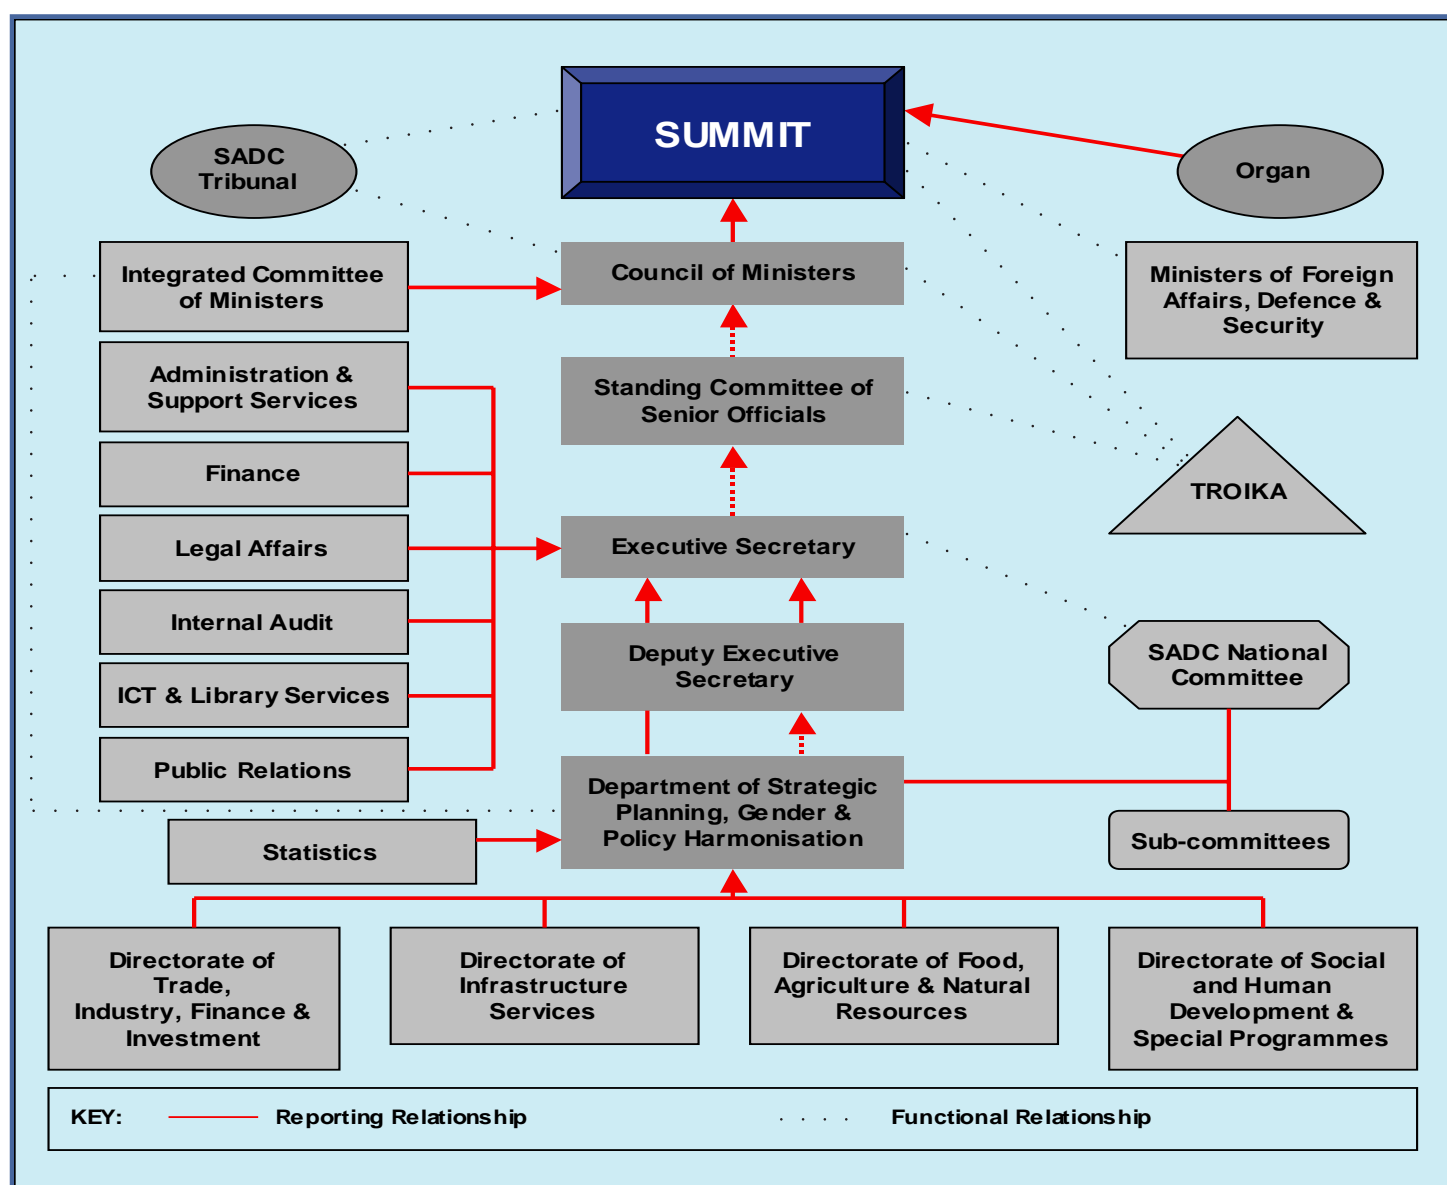 SUMMIT
SADC
Tribunal
Organ
Integrated Committee
of Ministers
Council of Ministers
Ministers of Foreign
Affairs, Defence &
Security
Administration &
Support Services
Standing Committee of
Senior Officials
Finance
TROIKA
Legal Affairs
Executive Secretary
Internal Audit
Deputy Executive
Secretary
SADC National
Committee
ICT & Library Services
Public Relations
Department of Strategic
Planning, Gender &
Policy Harmonisation
Statistics
Sub-committees
Directorate of
Trade,
Industry, Finance &
Investment
Directorate of
Infrastructure
Services
Directorate of Food,
Agriculture & Natural
Resources
Directorate of Social
and Human
Development &
Special Programmes
KEY: Reporting Relationship Functional Relationship